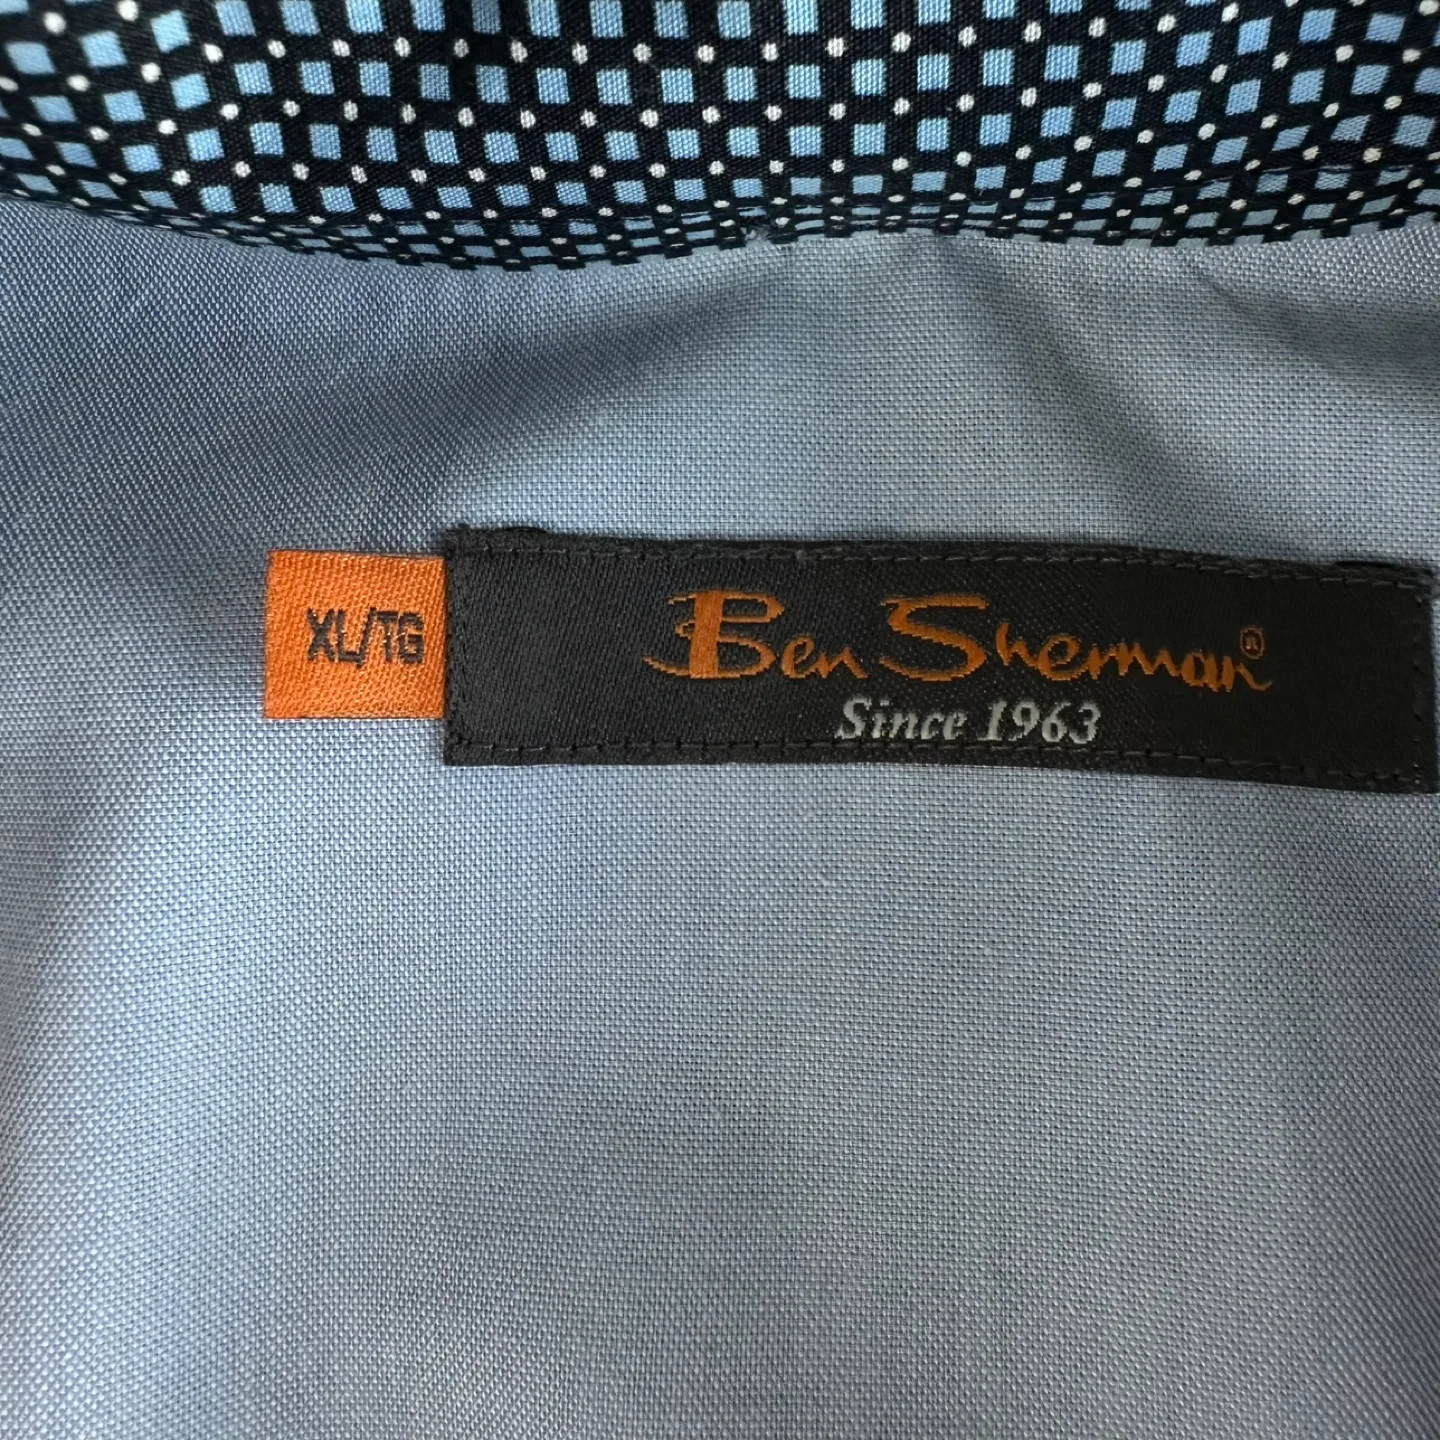 XL/TG
Ben Sherman®
Since 1963